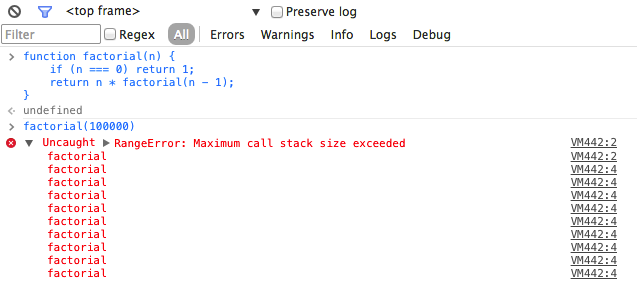 <top frame> ▼ Preserve log
Filter Regex All Errors Warnings Info Logs Debug
> function factorial(n) {
if (n === 0) return 1;
return n * factorial(n - 1);
}
< undefined
> factorial(100000)
▼ Uncaught ▶ RangeError: Maximum call stack size exceeded VM442:2
factorial VM442:2
factorial VM442:4
factorial VM442:4
factorial VM442:4
factorial VM442:4
factorial VM442:4
factorial VM442:4
factorial VM442:4
factorial VM442:4
factorial VM442:4